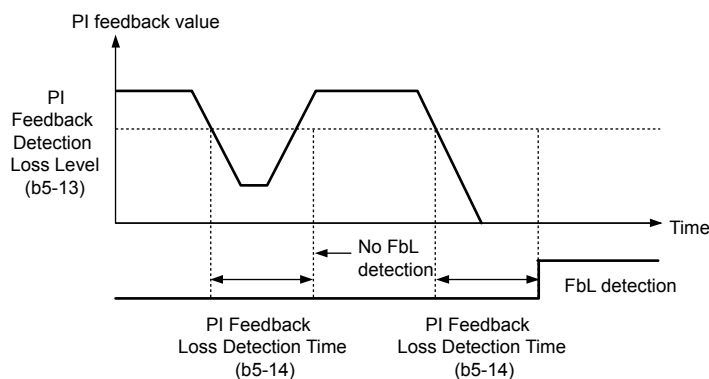 PI feedback value
PI
Feedback
Detection
Loss Level
(b5-13)
Time
No FbL
detection
FbL detection
PI Feedback
Loss Detection Time
(b5-14)
PI Feedback
Loss Detection Time
(b5-14)